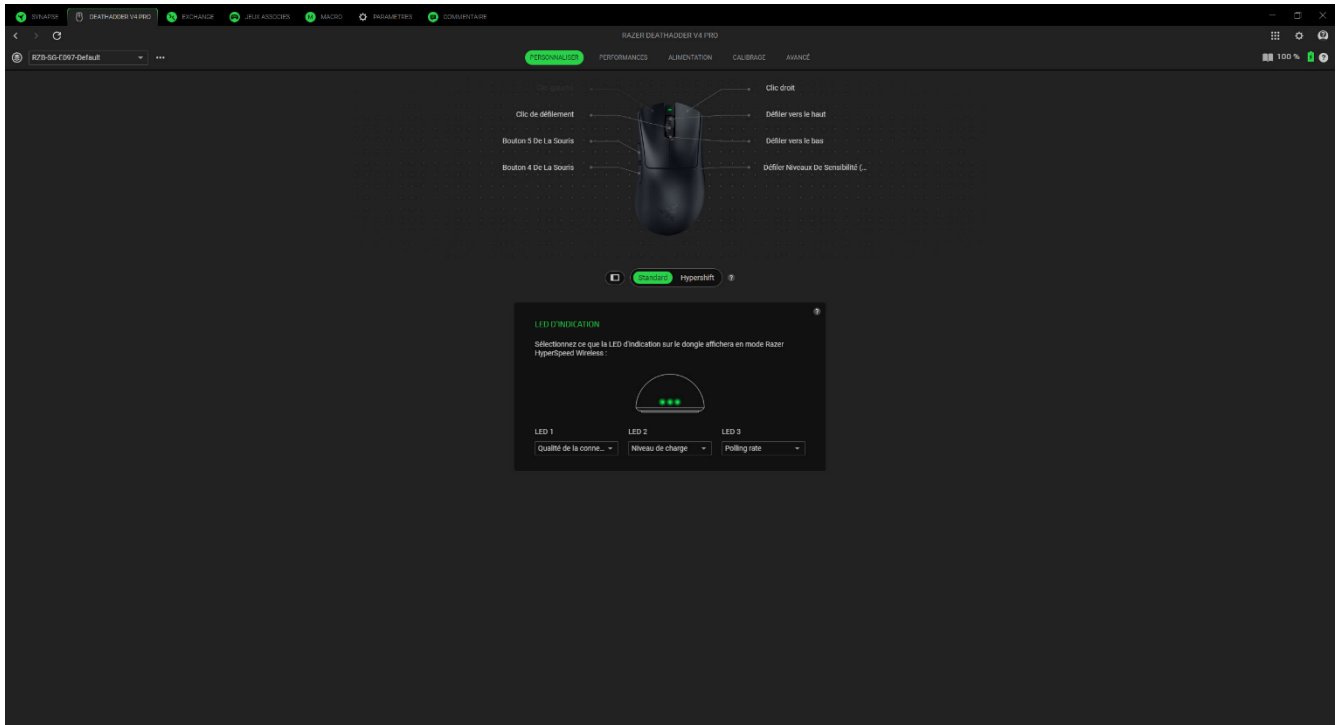 SYNAPSE
DEATHADDER V4 PRO
EXCHANGE
JEUX ASSOCIÉS
MACRO
PARAMÈTRES
COMMENTAIRE
RAZER DEATHADDER V4 PRO
RZB-SG-E097-Default
PERSONNALISER
PERFORMANCES
ALIMENTATION
CALIBRAGE
AVANCÉ
100 %
Clic gauche
Clic droit
Clic de défilement
Défiler vers le haut
Bouton 5 De La Souris
Défiler vers le bas
Bouton 4 De La Souris
Défiler Niveaux De Sensibilité (...
Standard
Hypershift
LED D'INDICATION
Sélectionnez ce que la LED d'indication sur le dongle affichera en mode Razer
HyperSpeed Wireless :
LED 1
LED 2
LED 3
Qualité de la conne...
Niveau de charge
Polling rate